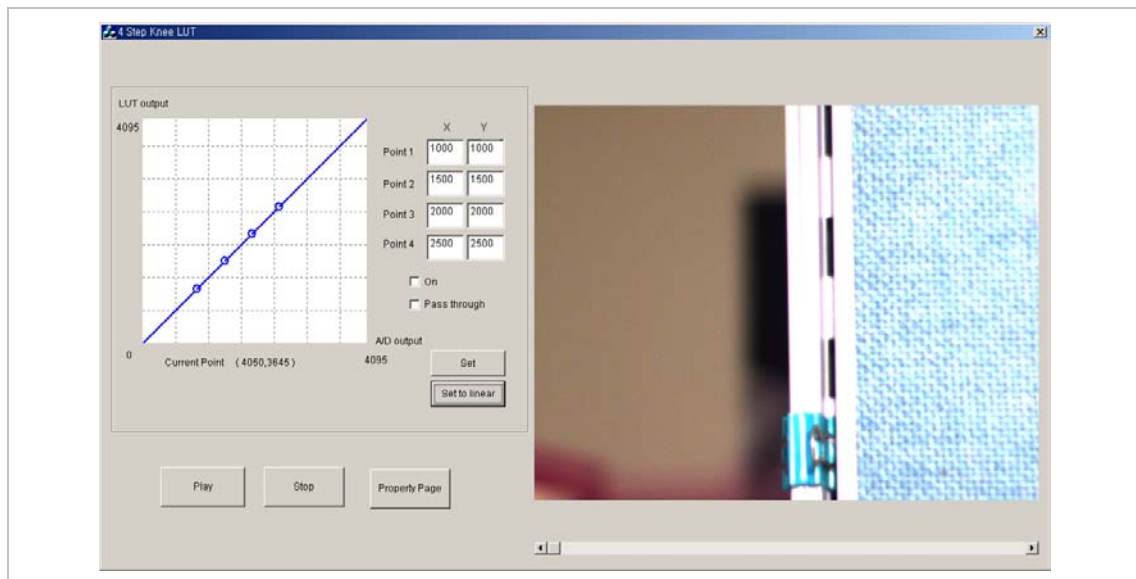 4 Step Knee LUT
LUT output
4095
X Y
Point 1 1000 1000
Point 2 1500 1500
Point 3 2000 2000
Point 4 2500 2500
On
Pass through
A/D output
0 Current Point (4050,3645) 4095
Set
Set to linear
Play Stop Property Page